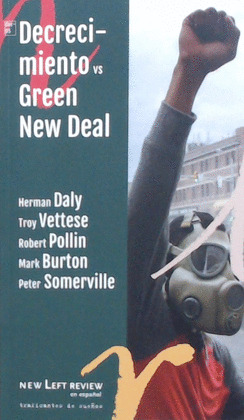 Decreci-
miento vs
Green
New Deal
Herman Daly
Troy Vettese
Robert Pollin
Mark Burton
Peter Somerville
NEW LEFT REVIEW
en español
traficantes de sueños